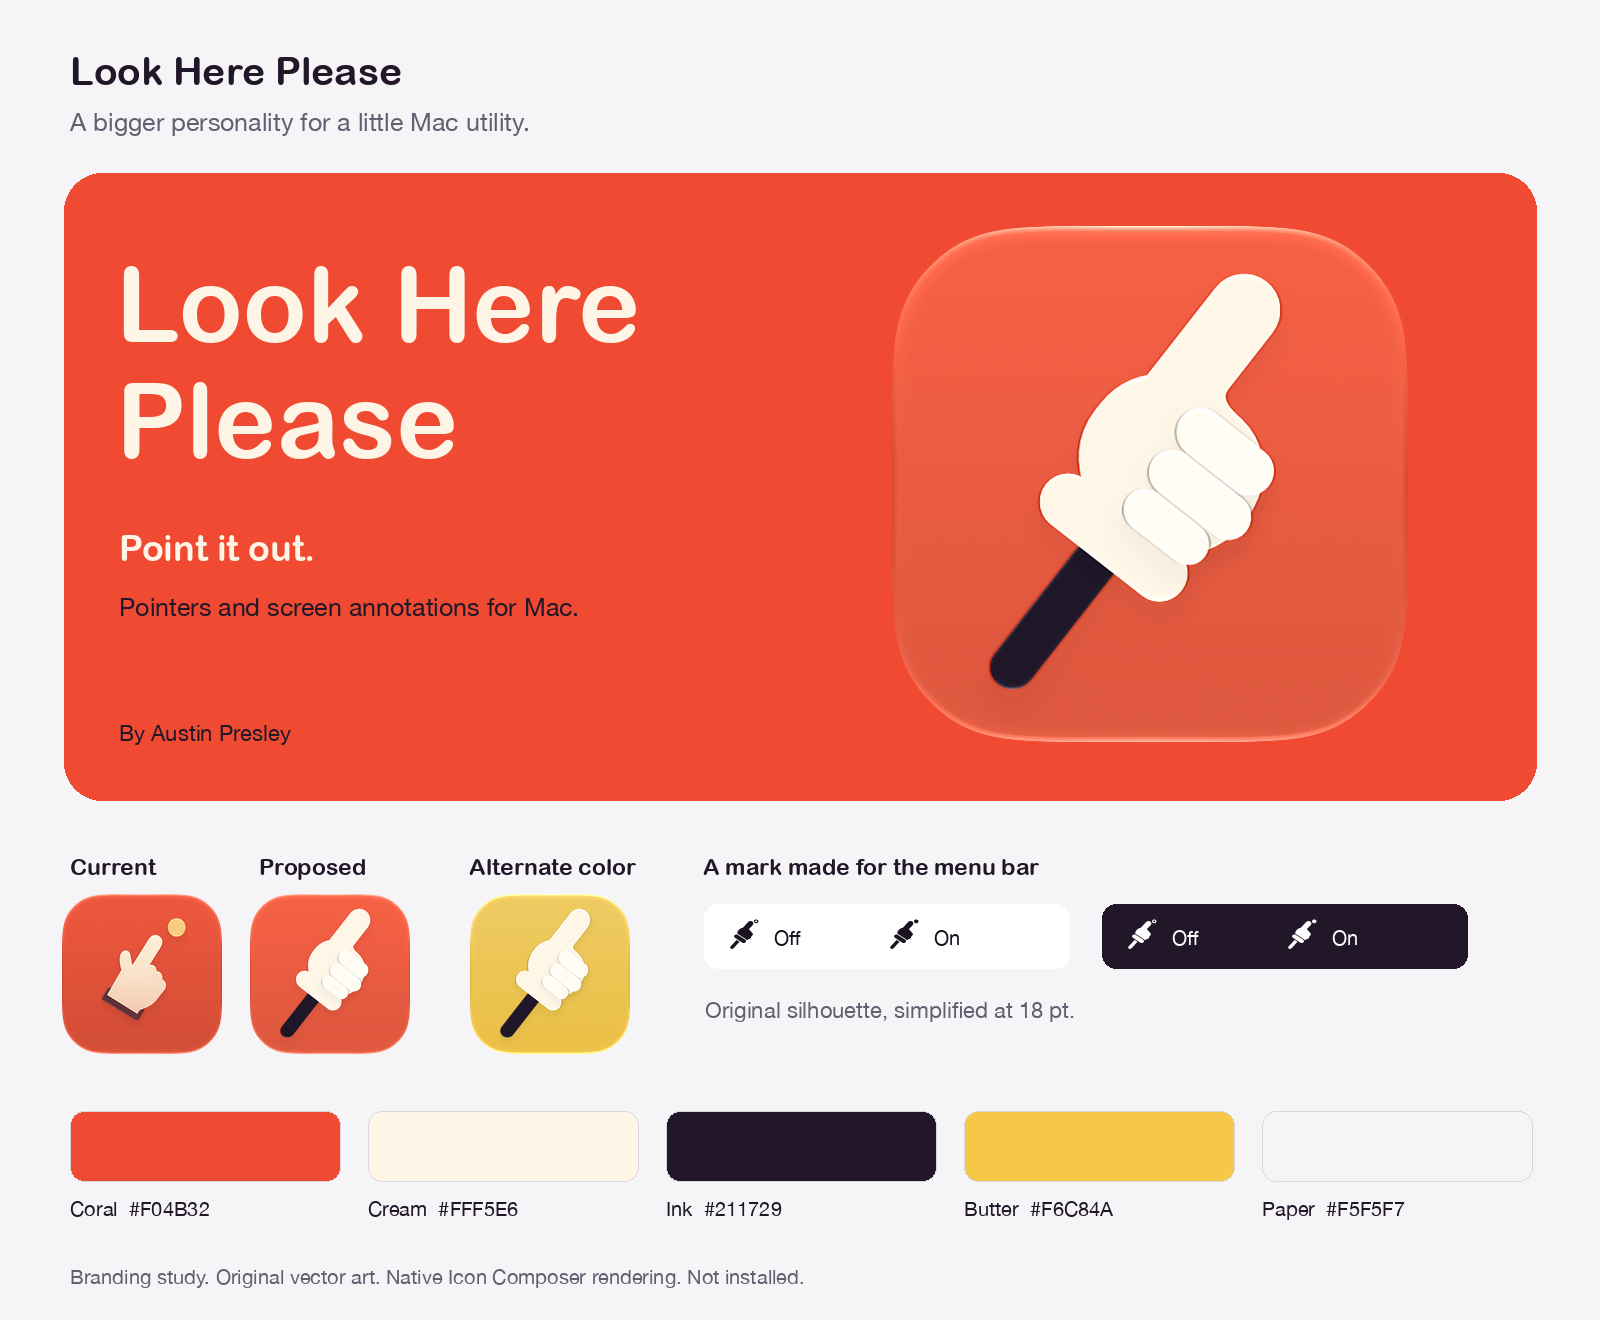 Look Here Please
A bigger personality for a little Mac utility.
Look Here
Please
Point it out.
Pointers and screen annotations for Mac.
By Austin Presley
Current
Proposed
Alternate color
A mark made for the menu bar
Off
On
Off
On
Original silhouette, simplified at 18 pt.
Coral #F04B32
Cream #FFF5E6
Ink #211729
Butter #F6C84A
Paper #F5F5F7
Branding study. Original vector art. Native Icon Composer rendering. Not installed.